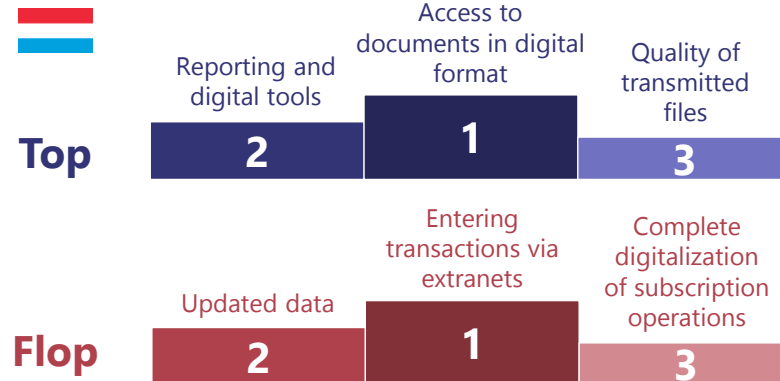 Access to
documents in digital
format
Reporting and
digital tools
Quality of
transmitted
files
Top
2
1
3
Entering
transactions via
extranets
Complete
digitalization
of subscription
operations
Updated data
Flop
2
1
3